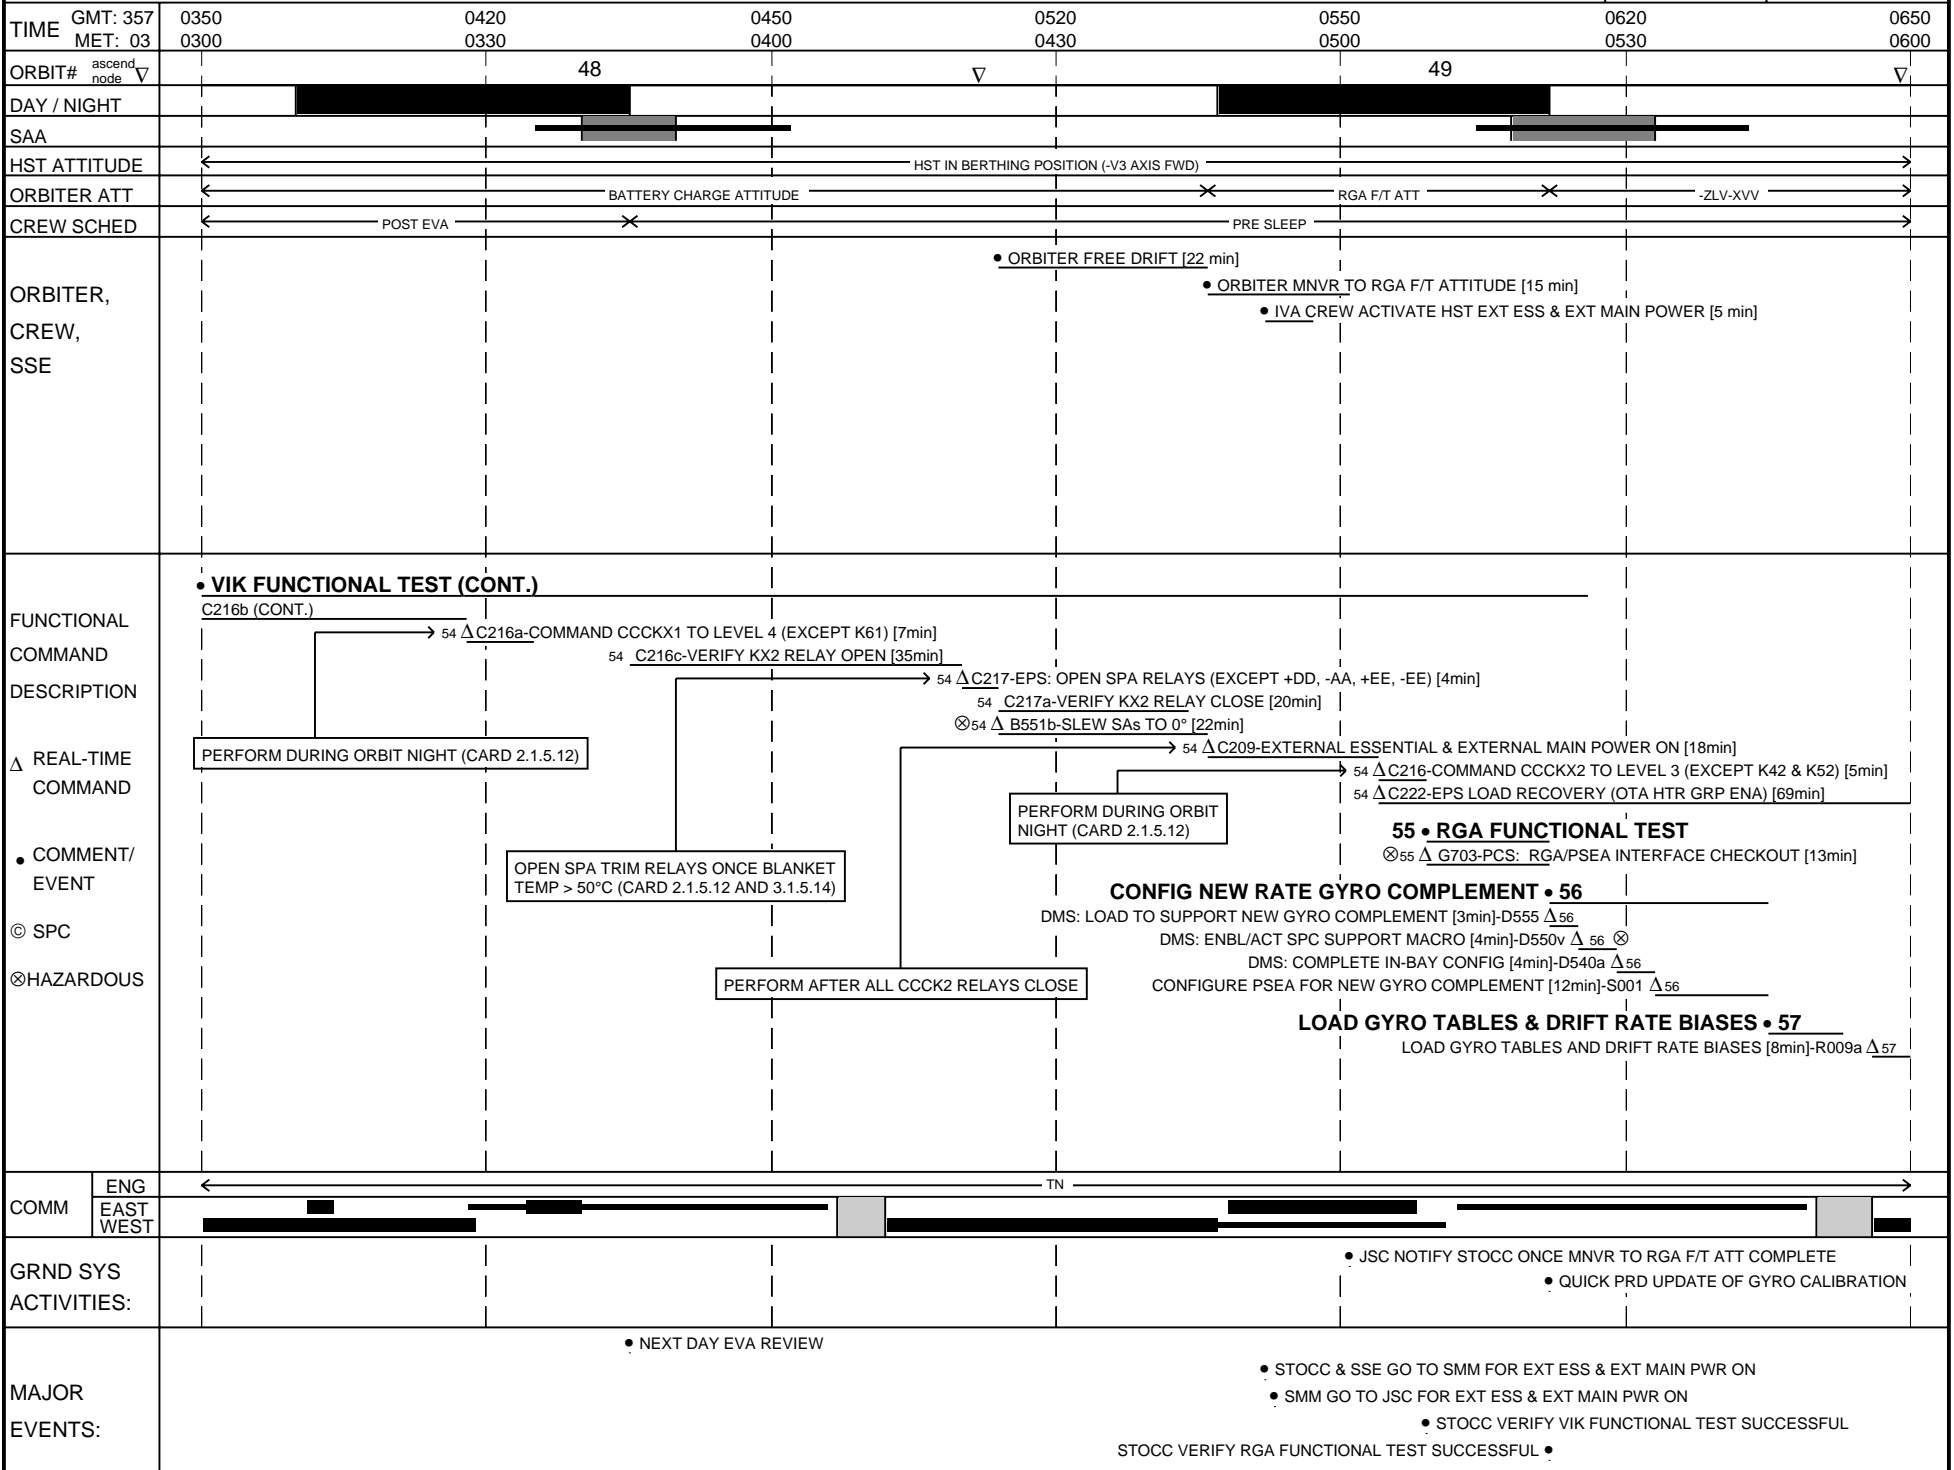 TIME GMT: 357 0350 0420 0450 0520 0550 0620 0650
MET: 03 0300 0330 0400 0430 0500 0530 0600
ORBIT# ascend node ∇ 48 ∇ 49 ∇
DAY / NIGHT
SAA
HST ATTITUDE HST IN BERTHING POSITION (-V3 AXIS FWD)
ORBITER ATT BATTERY CHARGE ATTITUDE RGA F/T ATT -ZLV-XVV
CREW SCHED POST EVA PRE SLEEP
ORBITER,
CREW,
SSE
• ORBITER FREE DRIFT [22 min]
• ORBITER MNVR TO RGA F/T ATTITUDE [15 min]
• IVA CREW ACTIVATE HST EXT ESS & EXT MAIN POWER [5 min]
FUNCTIONAL
COMMAND
DESCRIPTION
Δ REAL-TIME
COMMAND
• COMMENT/
EVENT
© SPC
⊗HAZARDOUS
• VIK FUNCTIONAL TEST (CONT.)
C216b (CONT.)
54 ΔC216a-COMMAND CCCKX1 TO LEVEL 4 (EXCEPT K61) [7min]
54 C216c-VERIFY KX2 RELAY OPEN [35min]
54 ΔC217-EPS: OPEN SPA RELAYS (EXCEPT +DD, -AA, +EE, -EE) [4min]
54 C217a-VERIFY KX2 RELAY CLOSE [20min]
⊗54 Δ B551b-SLEW SAs TO 0° [22min]
PERFORM DURING ORBIT NIGHT (CARD 2.1.5.12)
54 ΔC209-EXTERNAL ESSENTIAL & EXTERNAL MAIN POWER ON [18min]
54 ΔC216-COMMAND CCCKX2 TO LEVEL 3 (EXCEPT K42 & K52) [5min]
54 ΔC222-EPS LOAD RECOVERY (OTA HTR GRP ENA) [69min]
PERFORM DURING ORBIT
NIGHT (CARD 2.1.5.12)
55 • RGA FUNCTIONAL TEST
⊗55 Δ G703-PCS: RGA/PSEA INTERFACE CHECKOUT [13min]
OPEN SPA TRIM RELAYS ONCE BLANKET
TEMP > 50°C (CARD 2.1.5.12 AND 3.1.5.14)
CONFIG NEW RATE GYRO COMPLEMENT • 56
DMS: LOAD TO SUPPORT NEW GYRO COMPLEMENT [3min]-D555 Δ56
DMS: ENBL/ACT SPC SUPPORT MACRO [4min]-D550v Δ 56 ⊗
DMS: COMPLETE IN-BAY CONFIG [4min]-D540a Δ56
PERFORM AFTER ALL CCCK2 RELAYS CLOSE
CONFIGURE PSEA FOR NEW GYRO COMPLEMENT [12min]-S001 Δ56
LOAD GYRO TABLES & DRIFT RATE BIASES • 57
LOAD GYRO TABLES AND DRIFT RATE BIASES [8min]-R009a Δ57
COMM ENG TN
EAST
WEST
GRND SYS
ACTIVITIES:
• JSC NOTIFY STOCC ONCE MNVR TO RGA F/T ATT COMPLETE
• QUICK PRD UPDATE OF GYRO CALIBRATION
MAJOR
EVENTS:
• NEXT DAY EVA REVIEW
• STOCC & SSE GO TO SMM FOR EXT ESS & EXT MAIN PWR ON
• SMM GO TO JSC FOR EXT ESS & EXT MAIN PWR ON
• STOCC VERIFY VIK FUNCTIONAL TEST SUCCESSFUL
STOCC VERIFY RGA FUNCTIONAL TEST SUCCESSFUL •